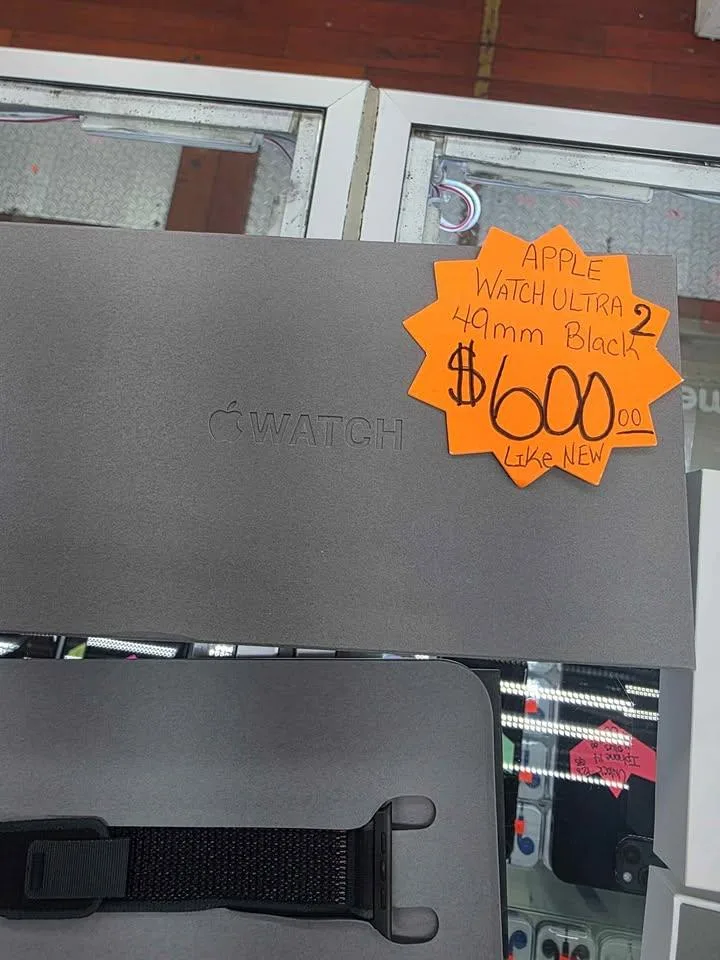 APPLE
WATCH ULTRA 2
49mm Black
$600.00
Like NEW
WATCH